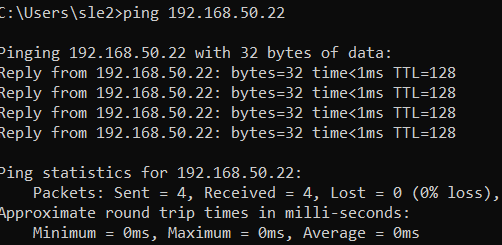 C:\Users\sle2>ping 192.168.50.22
Pinging 192.168.50.22 with 32 bytes of data:
Reply from 192.168.50.22: bytes=32 time<1ms TTL=128
Reply from 192.168.50.22: bytes=32 time<1ms TTL=128
Reply from 192.168.50.22: bytes=32 time<1ms TTL=128
Reply from 192.168.50.22: bytes=32 time<1ms TTL=128
Ping statistics for 192.168.50.22:
    Packets: Sent = 4, Received = 4, Lost = 0 (0% loss),
Approximate round trip times in milli-seconds:
    Minimum = 0ms, Maximum = 0ms, Average = 0ms